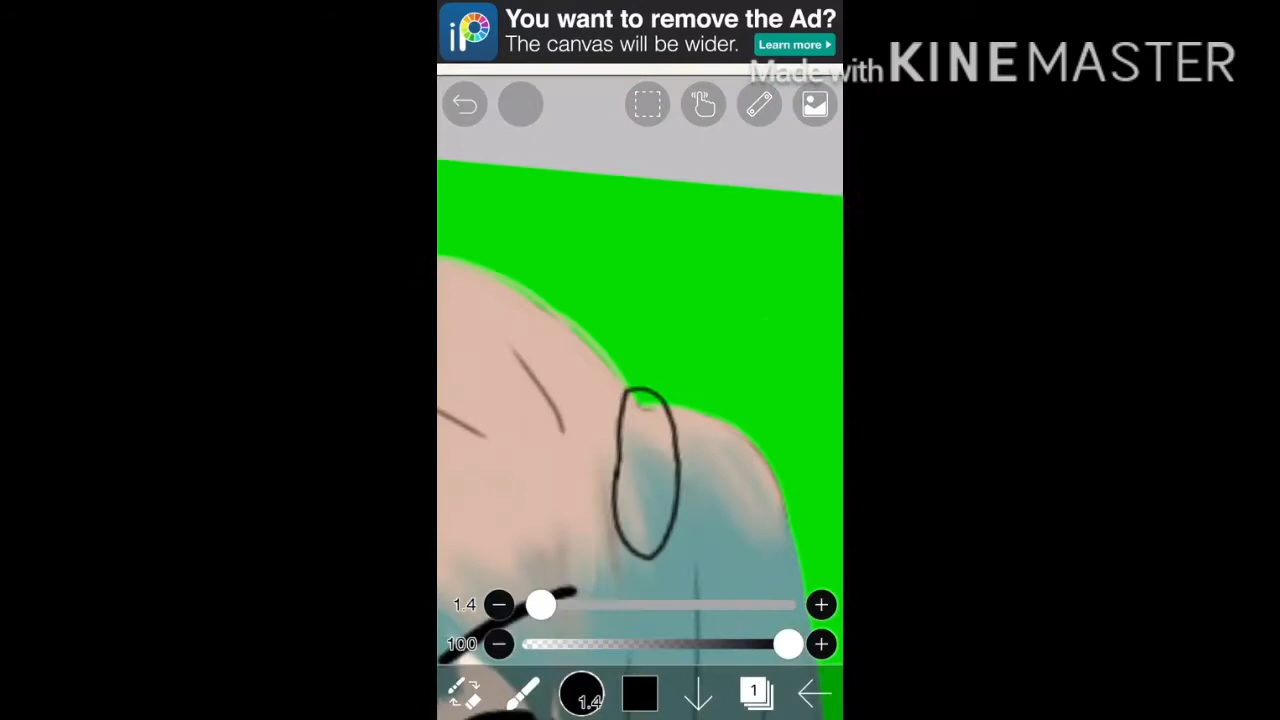 You want to remove the Ad?
The canvas will be wider.
Learn more
Made with KINEMASTER
1.4
100
1.4
1